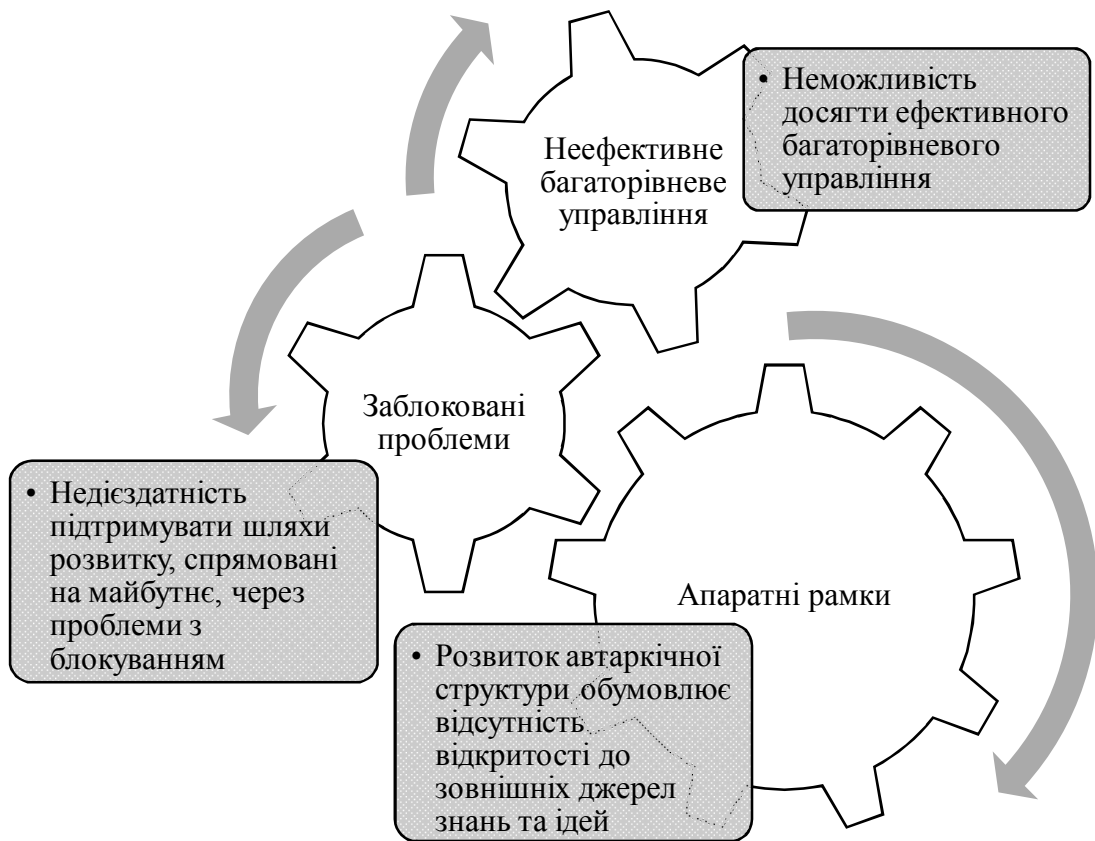 Неефективне
багаторівневе
управління
• Неможливість
досягти ефективного
багаторівневого
управління
Заблоковані
проблеми
• Недієздатність
підтримувати шляхи
розвитку, спрямовані
на майбутнє, через
проблеми з
блокуванням
Апаратні рамки
• Розвиток автаркічної
структури обумовлює
відсутність
відкритості до
зовнішніх джерел
знань та ідей